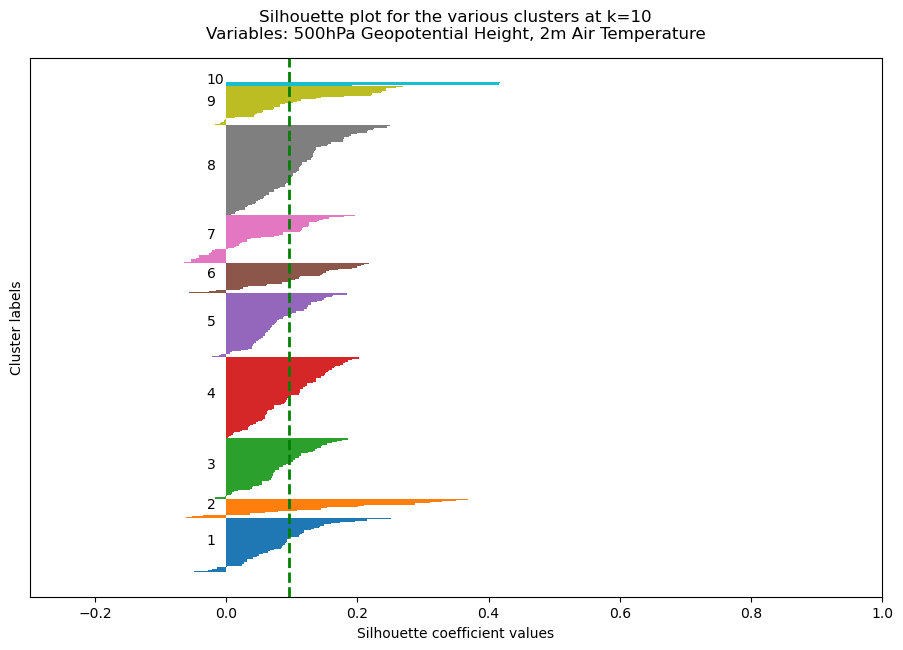 Silhouette plot for the various clusters at k=10
Variables: 500hPa Geopotential Height, 2m Air Temperature
10
9
8
7
6
5
4
3
2
1
Cluster labels
−0.2 0.0 0.2 0.4 0.6 0.8 1.0
Silhouette coefficient values